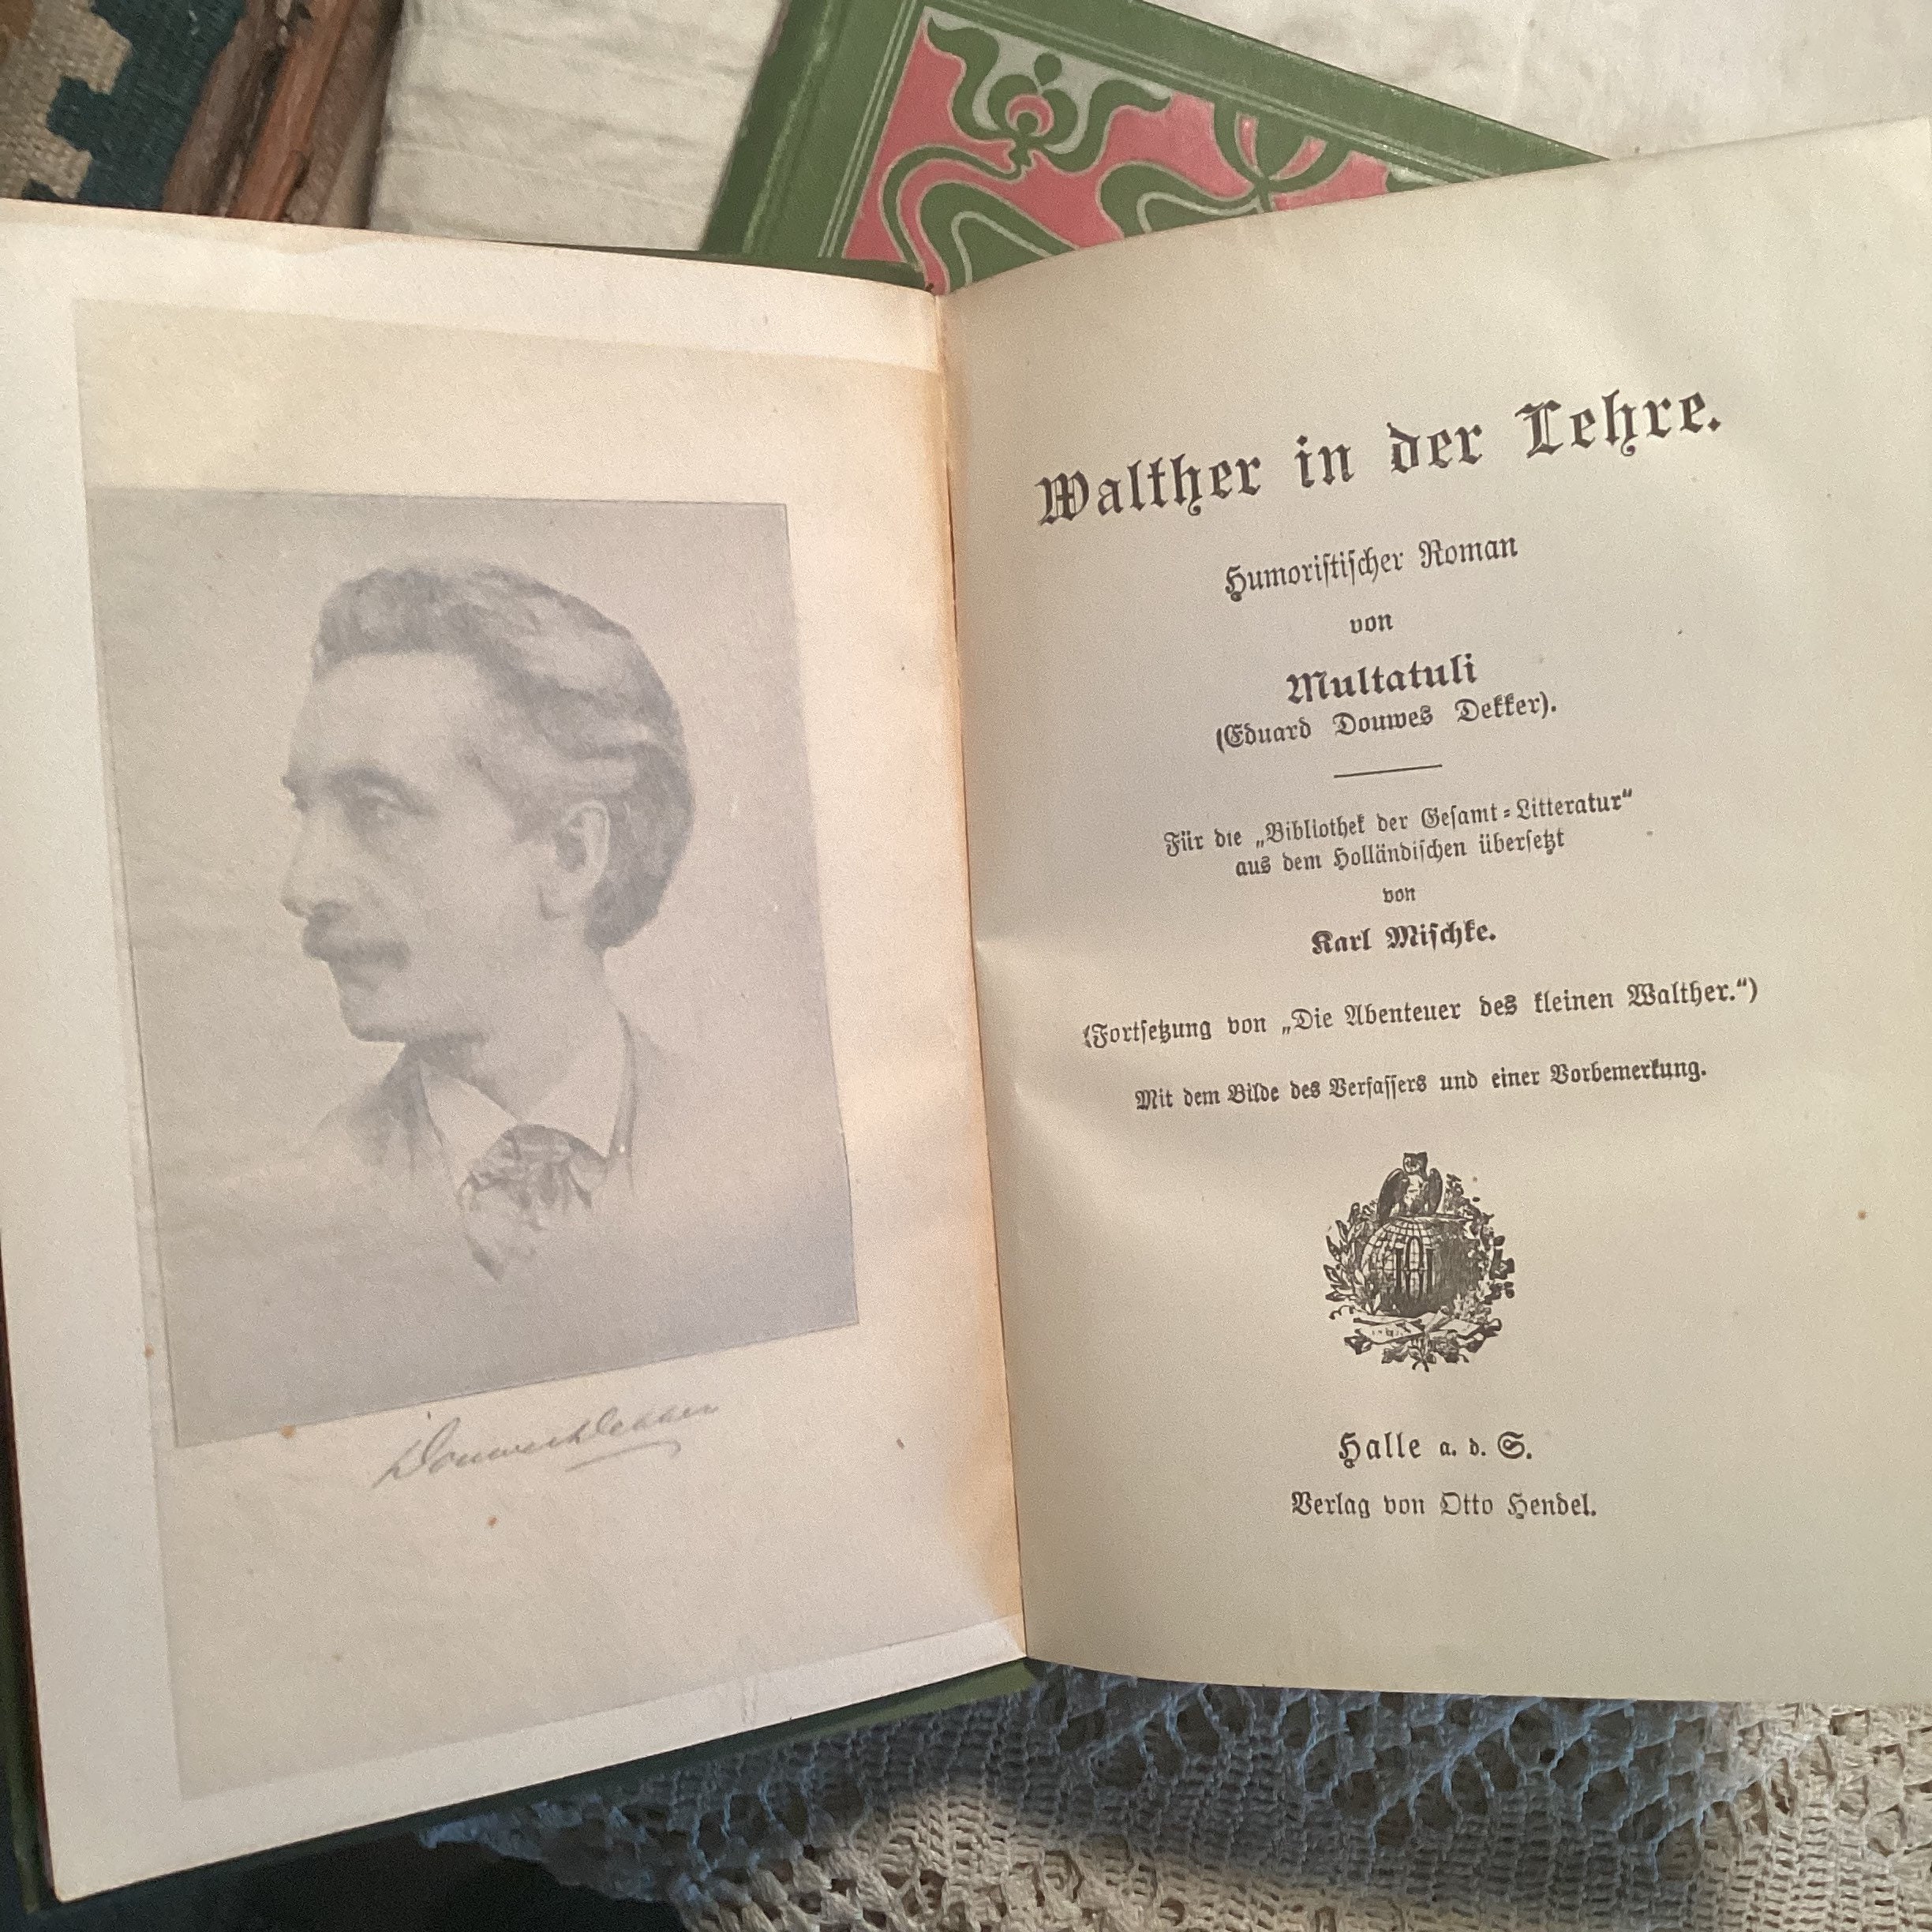 DouwesDekker
Walther in der Lehre.
Humoristischer Roman
von
Multatuli
(Eduard Douwes Dekker).
Für die „Bibliothek der Gesamt=Litteratur“
aus dem Holländischen übersetzt
von
Karl Mischke.
(Fortsetzung von „Die Abenteuer des kleinen Walther.“)
Mit dem Bilde des Verfassers und einer Vorbemerkung.
OH
Halle a. d. S.
Verlag von Otto Hendel.